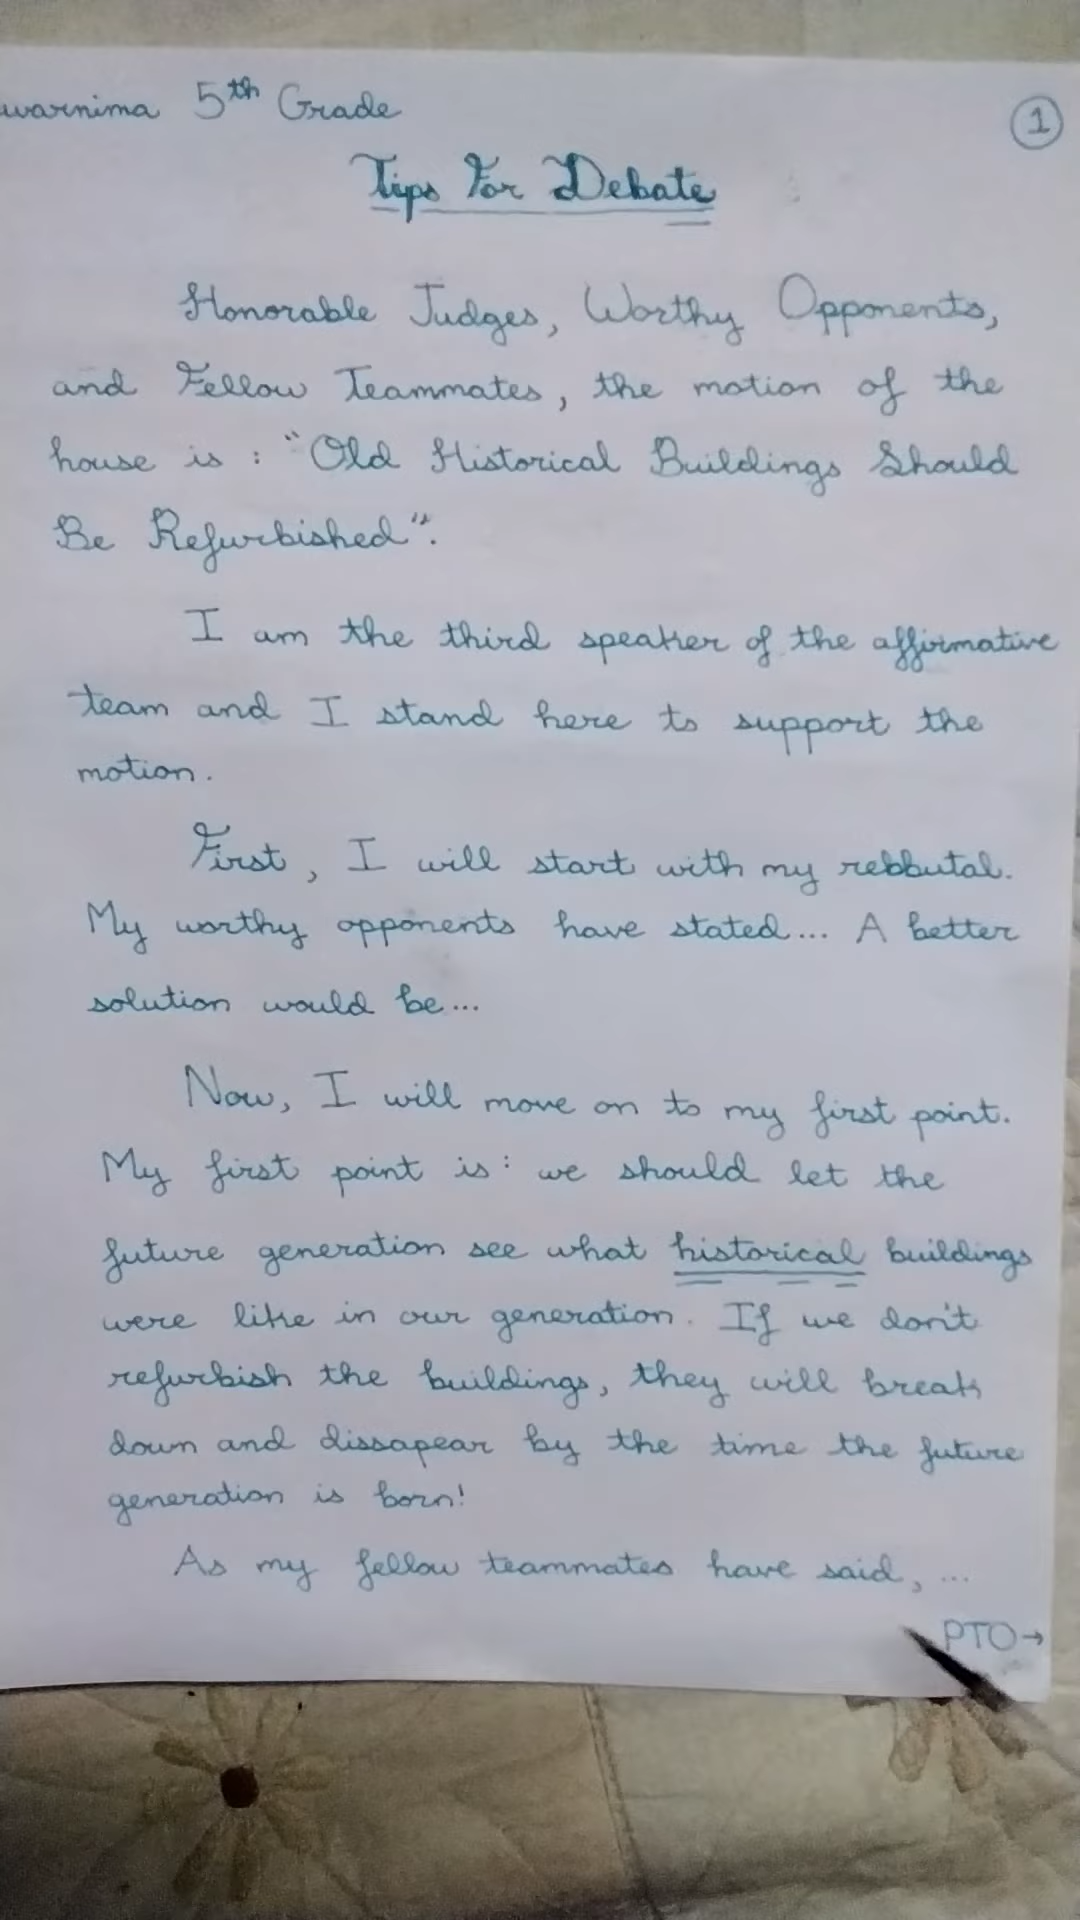 warnima 5th Grade
1
Tips For Debate
Honorable Judges, Worthy Opponents,
and Fellow Teammates, the motion of the
house is : "Old Historical Buildings Should
Be Refurbished".
I am the third speaker of the affirmative
team and I stand here to support the
motion.
First, I will start with my rebbutal.
My worthy opponents have stated... A better
solution would be...
Now, I will move on to my first point.
My first point is: we should let the
future generation see what historical buildings
were like in our generation. If we don't
refurbish the buildings, they will break
down and dissapear by the time the future
generation is born!
As my fellow teammates have said, ...
PTO→